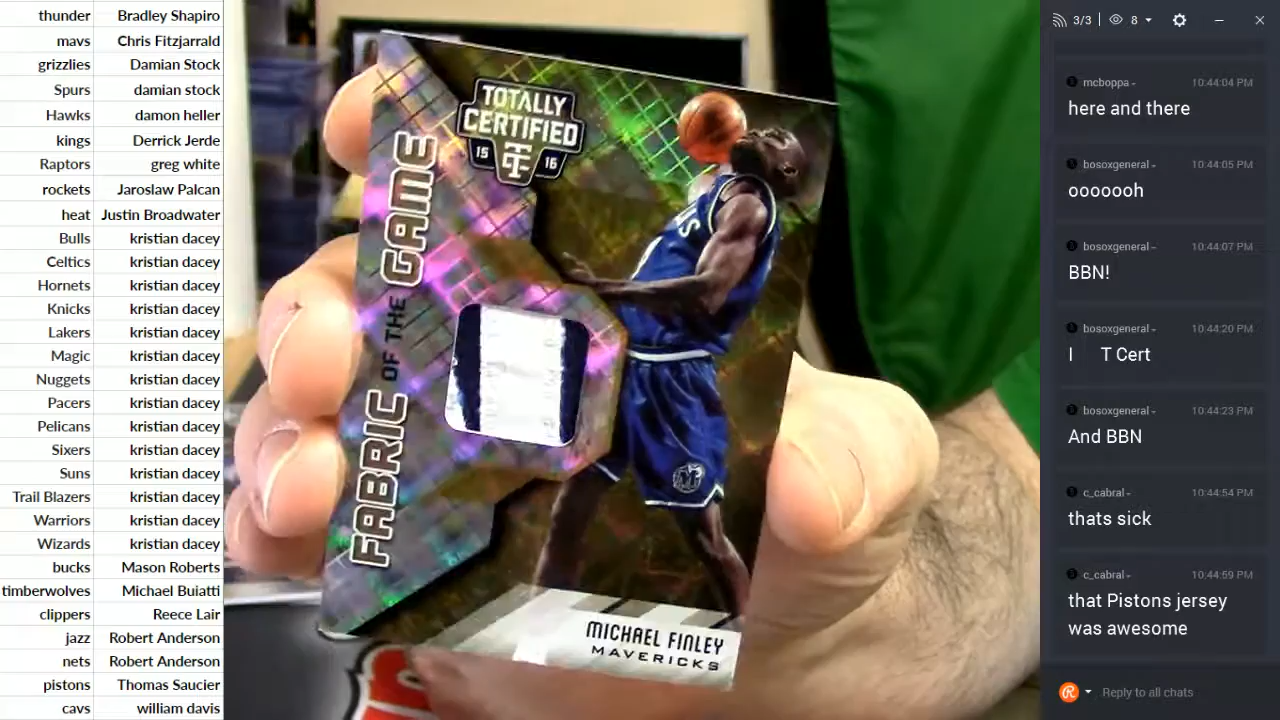 thunder Bradley Shapiro
mavs Chris Fitzjarrald
grizzlies Damian Stock
Spurs damian stock
Hawks damon heller
kings Derrick Jerde
Raptors greg white
rockets Jaroslaw Palcan
heat Justin Broadwater
Bulls kristian dacey
Celtics kristian dacey
Hornets kristian dacey
Knicks kristian dacey
Lakers kristian dacey
Magic kristian dacey
Nuggets kristian dacey
Pacers kristian dacey
Pelicans kristian dacey
Sixers kristian dacey
Suns kristian dacey
Trail Blazers kristian dacey
Warriors kristian dacey
Wizards kristian dacey
bucks Mason Roberts
timberwolves Michael Buiatti
clippers Reece Lair
jazz Robert Anderson
nets Robert Anderson
pistons Thomas Saucier
cavs william davis
TOTALLY
CERTIFIED
15 TC 16
FABRIC OF THE GAME
M
MICHAEL FINLEY
MAVERICKS
3/3 8
mcboppa 10:44:04 PM
here and there
bosoxgeneral 10:44:05 PM
ooooooh
bosoxgeneral 10:44:07 PM
BBN!
bosoxgeneral 10:44:20 PM
I T Cert
bosoxgeneral 10:44:23 PM
And BBN
c_cabral 10:44:54 PM
thats sick
c_cabral 10:44:59 PM
that Pistons jersey
was awesome
Reply to all chats